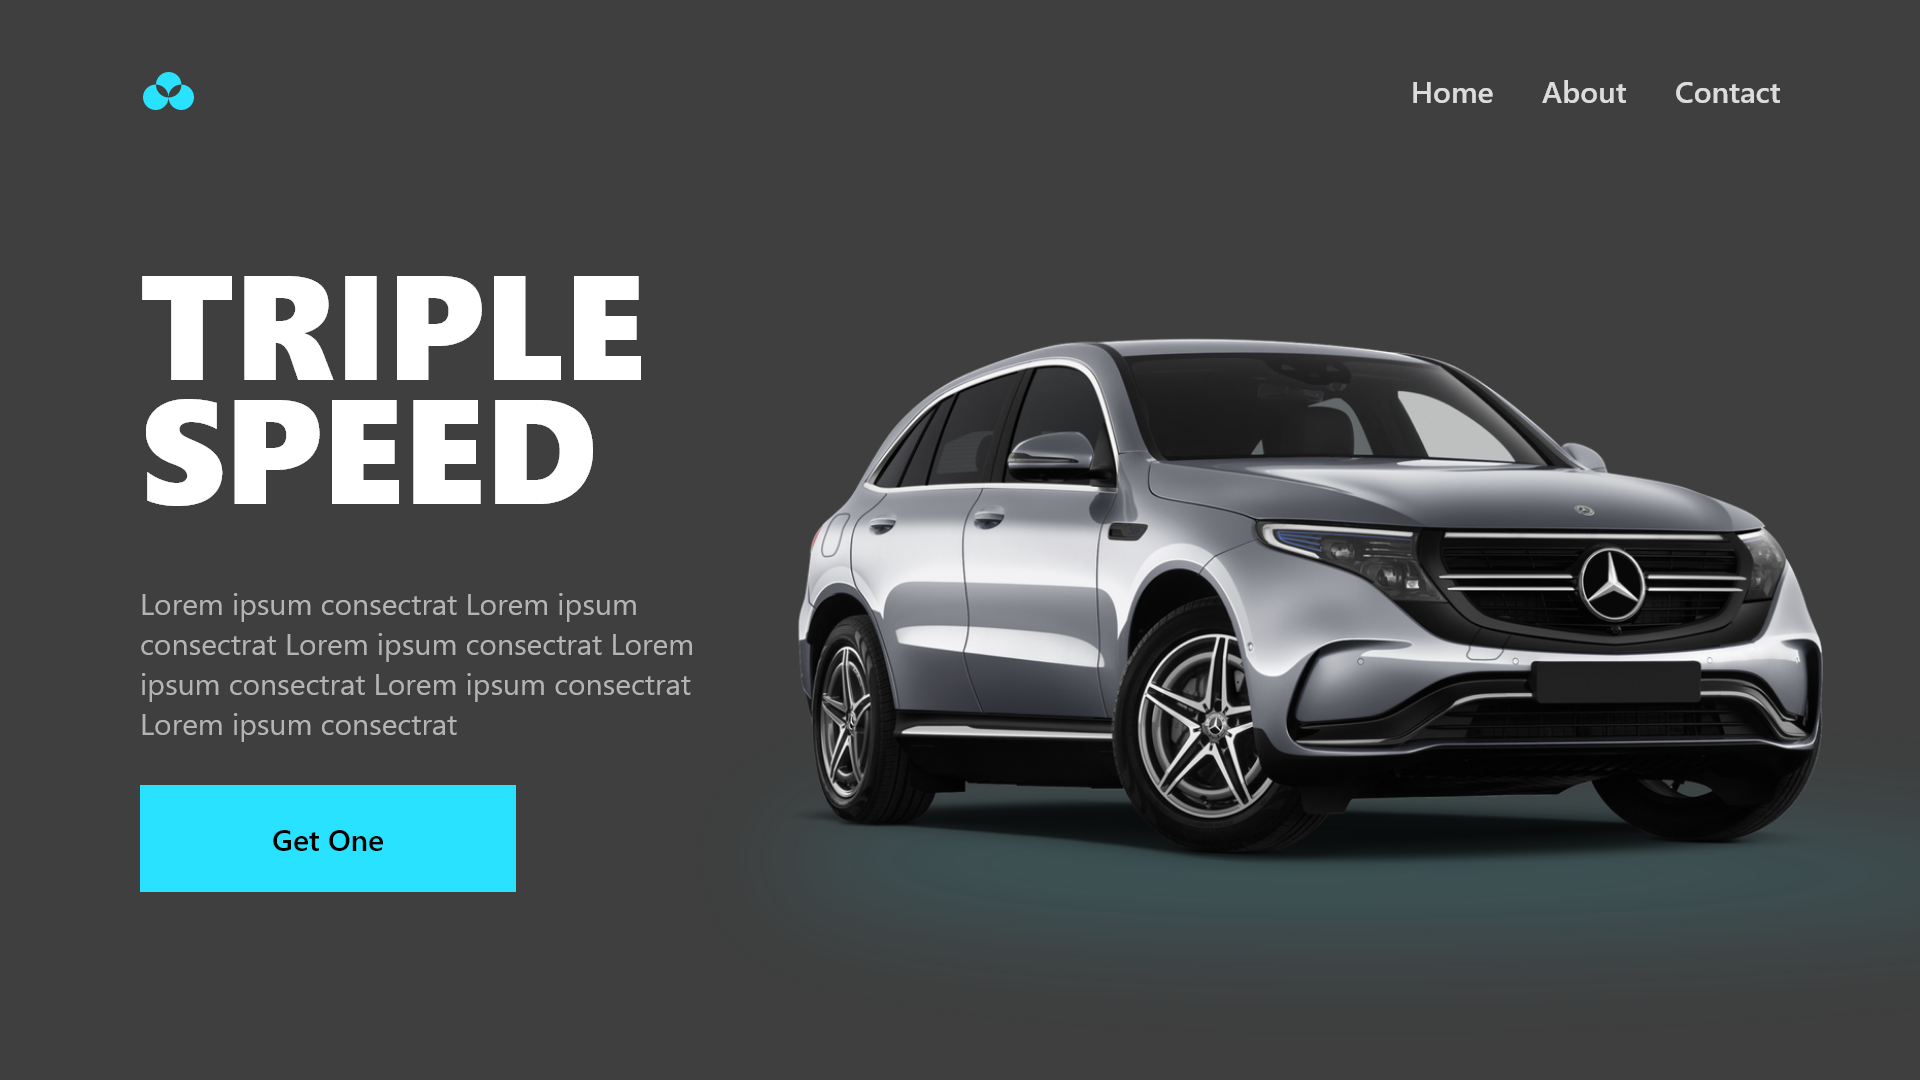 Home About Contact
TRIPLE
SPEED
Lorem ipsum consectrat Lorem ipsum
consectrat Lorem ipsum consectrat Lorem
ipsum consectrat Lorem ipsum consectrat
Lorem ipsum consectrat
Get One